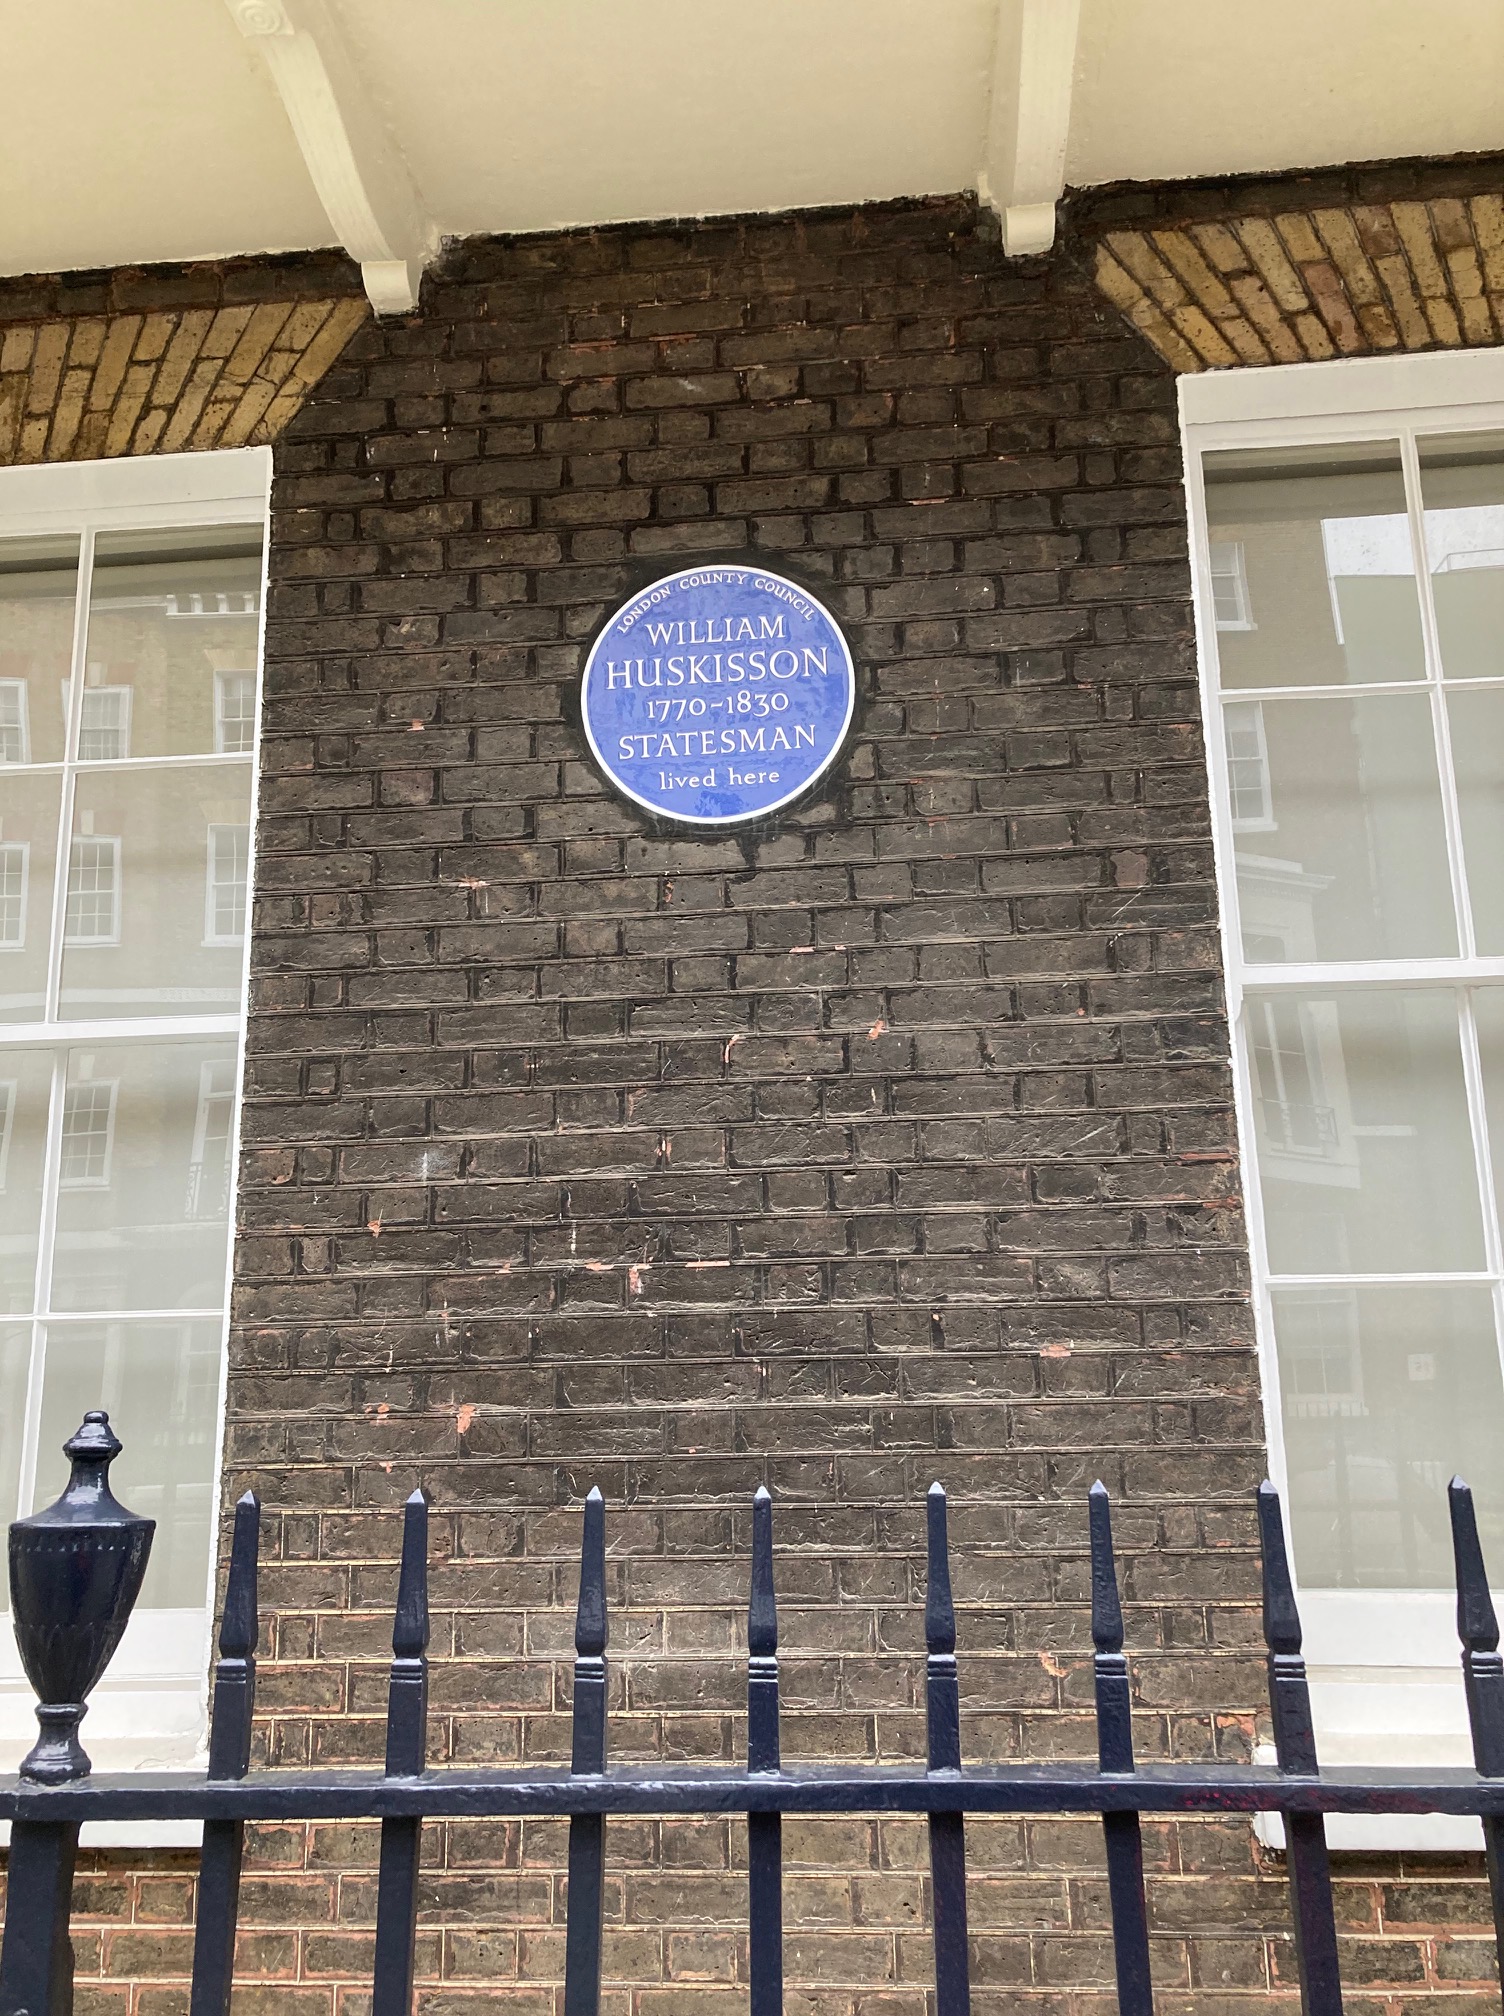 LONDON COUNTY COUNCIL
WILLIAM
HUSKISSON
1770-1830
STATESMAN
lived here